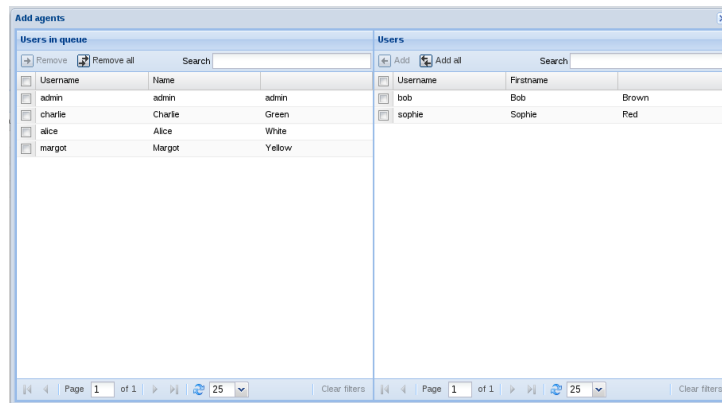 Add agents
Users in queue
Remove Remove all Search
Username Name
admin admin admin
charlie Charlie Green
alice Alice White
margot Margot Yellow
Page 1 of 1 25 Clear filters
Users
Add Add all Search
Username Firstname
bob Bob Brown
sophie Sophie Red
Page 1 of 1 25 Clear filters